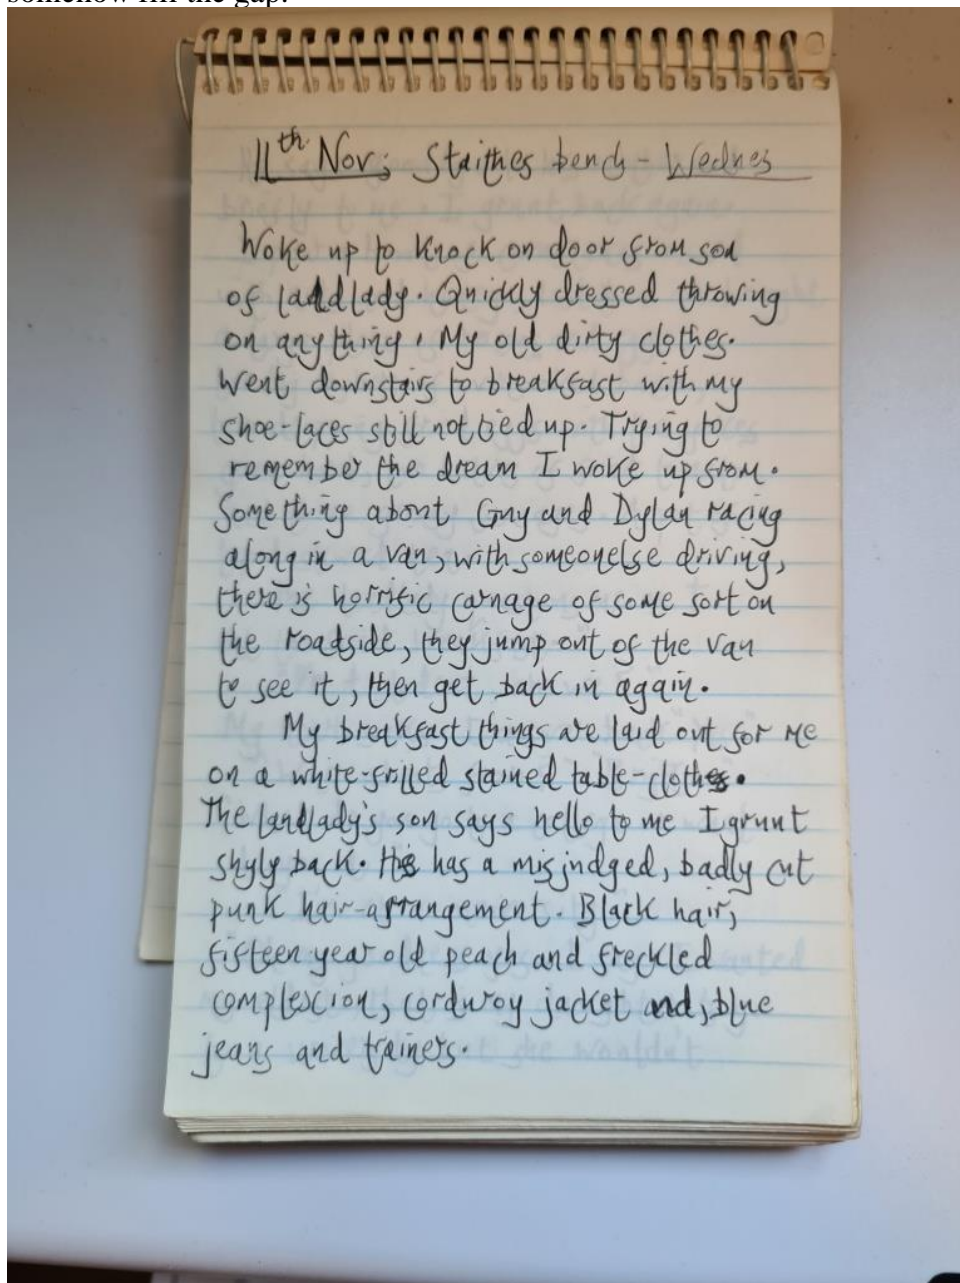 somehow fill the gap.
11th Nov; Staithes bench - Wednes
Woke up to knock on door from son
of landlady. Quickly dressed throwing
on anything. My old dirty clothes.
Went downstairs to breakfast with my
shoe-laces still not tied up. Trying to
remember the dream I woke up from.
Something about Guy and Dylan racing
along in a van, with someonelse driving,
there is horrific carnage of some sort on
the roadside, they jump out of the van
to see it, then get back in again.
My breakfast things are laid out for me
on a white-frilled stained table-cloth.
The landlady's son says hello to me I grunt
shyly back. He has a misjudged, badly cut
punk hair-arrangement. Black hair,
fifteen year old peach and freckled
complexion, corduroy jacket and, blue
jeans and trainers.